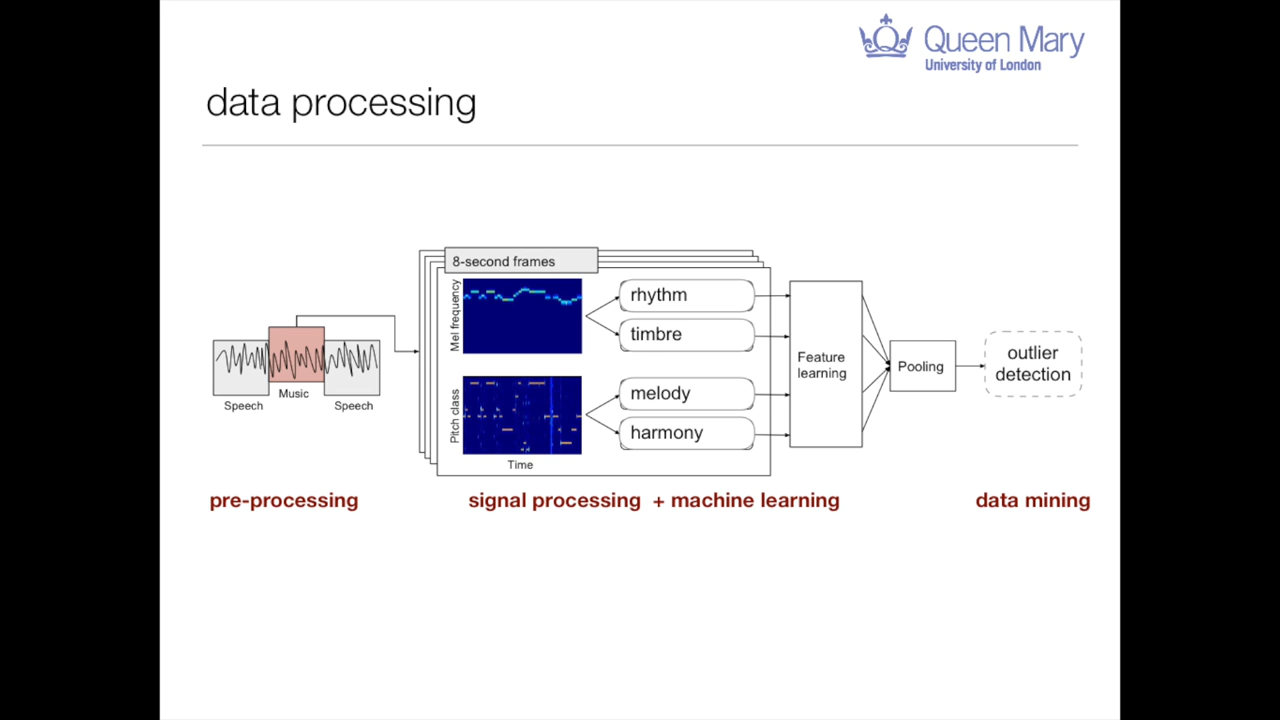 Queen Mary
University of London
data processing
8-second frames
Mel frequency
rhythm
timbre
Pitch class
melody
harmony
Time
Speech
Music
Speech
Feature
learning
Pooling
outlier
detection
pre-processing
signal processing + machine learning
data mining